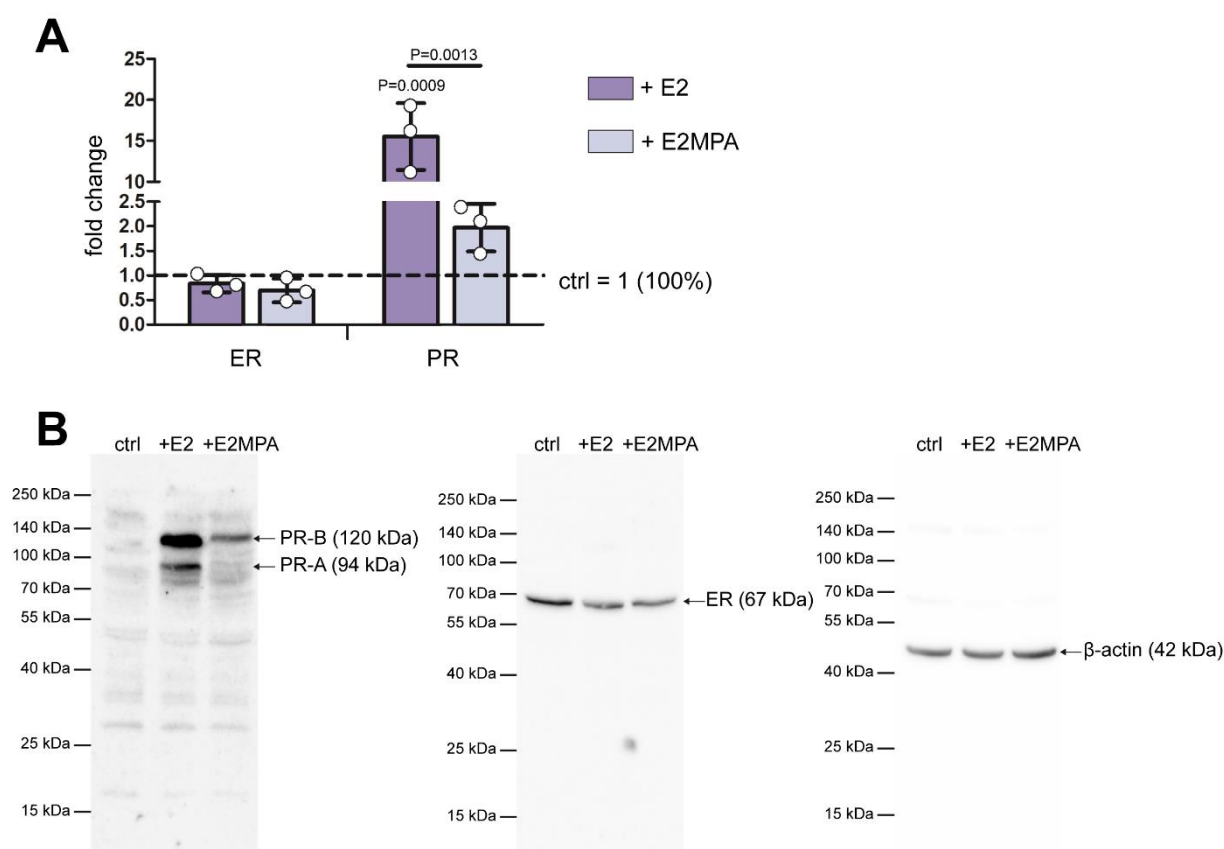 A
25
20
15
10
2.5
2.0
1.5
1.0
0.5
0.0
fold change
P=0.0013
P=0.0009
+ E2
+ E2MPA
ctrl = 1 (100%)
ER
PR
B
ctrl +E2 +E2MPA
250 kDa
140 kDa
100 kDa
70 kDa
55 kDa
40 kDa
25 kDa
15 kDa
PR-B (120 kDa)
PR-A (94 kDa)
ctrl +E2 +E2MPA
250 kDa
140 kDa
100 kDa
70 kDa
55 kDa
40 kDa
25 kDa
15 kDa
ER (67 kDa)
ctrl +E2 +E2MPA
250 kDa
140 kDa
100 kDa
70 kDa
55 kDa
40 kDa
25 kDa
15 kDa
β-actin (42 kDa)